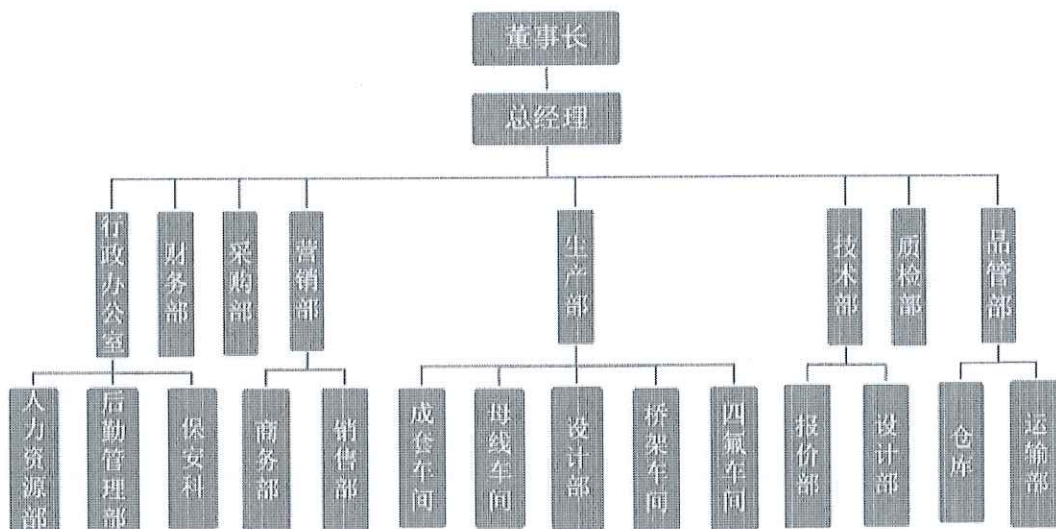 董事长
总经理
行政办公室
财务部
采购部
营销部
生产部
技术部
质检部
品管部
人力资源部
后勤管理部
保安科
商务部
销售部
成套车间
母线车间
设计部
桥架车间
四氟车间
报价部
设计部
仓库
运输部